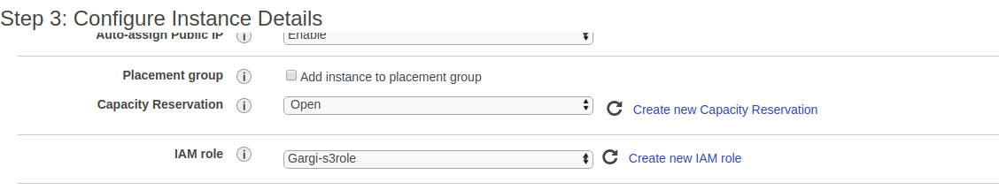 Step 3: Configure Instance Details
Auto-assign Public IP i Enable
Placement group i Add instance to placement group
Capacity Reservation i Open Create new Capacity Reservation
IAM role i Gargi-s3role Create new IAM role